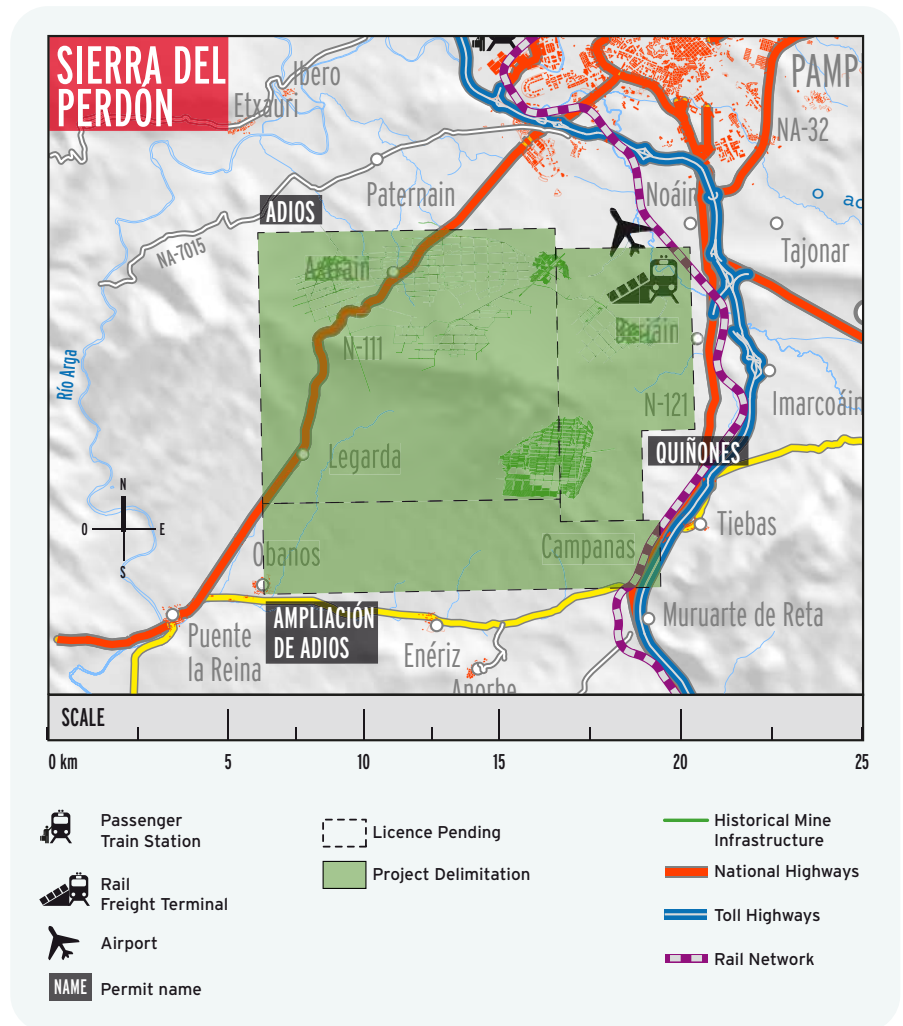 SIERRA DEL
PERDÓN
Ibero
Etxauri
PAMP
NA-32
Paternain
Noáin
ADIOS
Tajonar
NA-7015
Astrain
N-111
Río Arga
Imarcoáin
N-121
QUIÑONES
Legarda
N
O
E
S
Tiebas
Campanas
Obanos
AMPLIACIÓN
DE ADIOS
Muruarte de Reta
Puente
la Reina
Enériz
SCALE
0 km
5
10
15
20
25
Passenger
Train Station
Rail
Freight Terminal
Airport
NAME
Permit name
Licence Pending
Project Delimitation
Historical Mine
Infrastructure
National Highways
Toll Highways
Rail Network